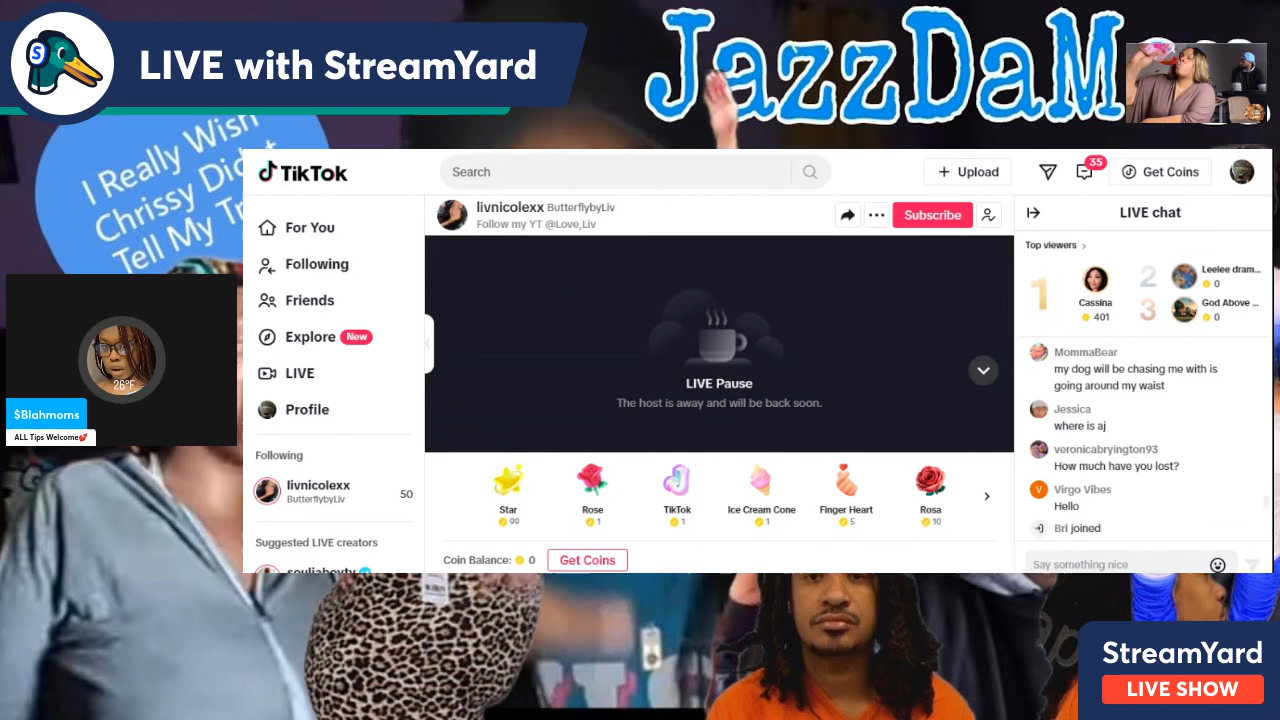 S
LIVE with StreamYard
JazzDaM
I Really Wish
Chrissy
Tell My
26°F
$Blahmoms
ALL Tips Welcome💋
TikTok
Search
+ Upload
35
Get Coins
For You
Following
Friends
Explore New
LIVE
Profile
Following
livnicolexx
ButterflybyLiv
50
Suggested LIVE creators
livnicolexx ButterflybyLiv
Follow my YT @Love,Liv
Subscribe
LIVE Pause
The host is away and will be back soon.
Star
99
Rose
1
TikTok
1
Ice Cream Cone
1
Finger Heart
5
Rosa
10
Coin Balance: 0
Get Coins
LIVE chat
Top viewers
1
Cassina
401
2
Leelee dram...
0
3
God Above ...
0
MommaBear
my dog will be chasing me with is
going around my waist
Jessica
where is aj
veronicabryington93
How much have you lost?
V
Virgo Vibes
Hello
Bri joined
Say something nice
StreamYard
LIVE SHOW